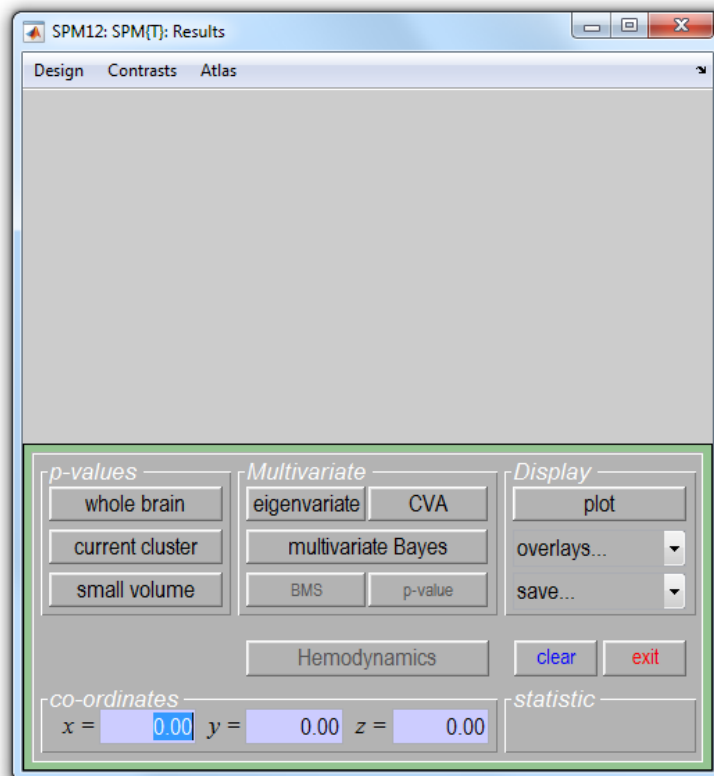 SPM12: SPM{T}: Results
Design Contrasts Atlas
p-values Multivariate Display
whole brain eigenvariate CVA plot
current cluster multivariate Bayes overlays...
small volume BMS p-value save...
Hemodynamics clear exit
co-ordinates statistic
x = 0.00 y = 0.00 z = 0.00